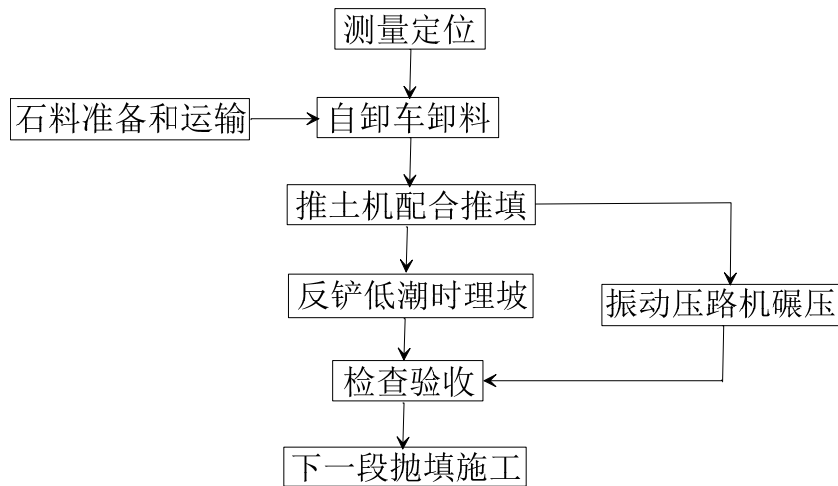 测量定位
石料准备和运输
自卸车卸料
推土机配合推填
反铲低潮时理坡
振动压路机碾压
检查验收
下一段抛填施工